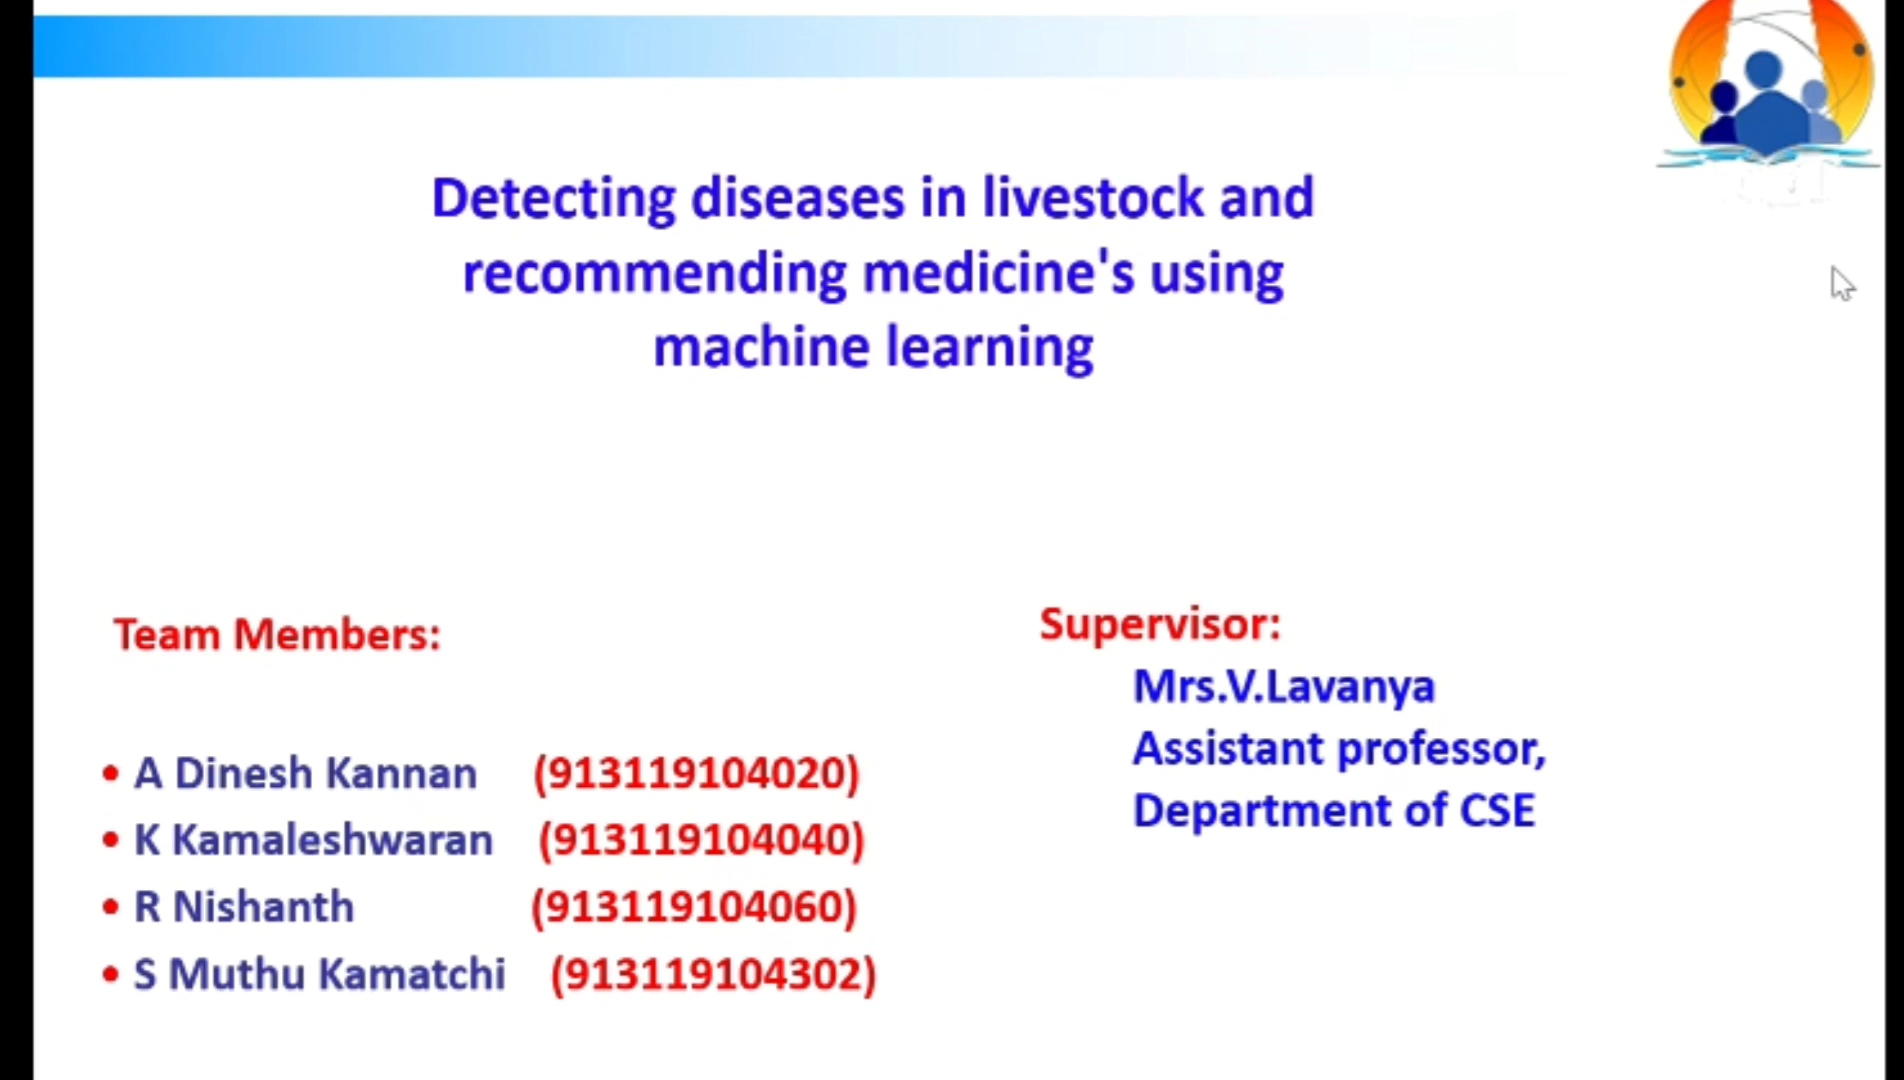 Detecting diseases in livestock and
recommending medicine's using
machine learning
Team Members:
• A Dinesh Kannan (913119104020)
• K Kamaleshwaran (913119104040)
• R Nishanth (913119104060)
• S Muthu Kamatchi (913119104302)
Supervisor:
Mrs.V.Lavanya
Assistant professor,
Department of CSE